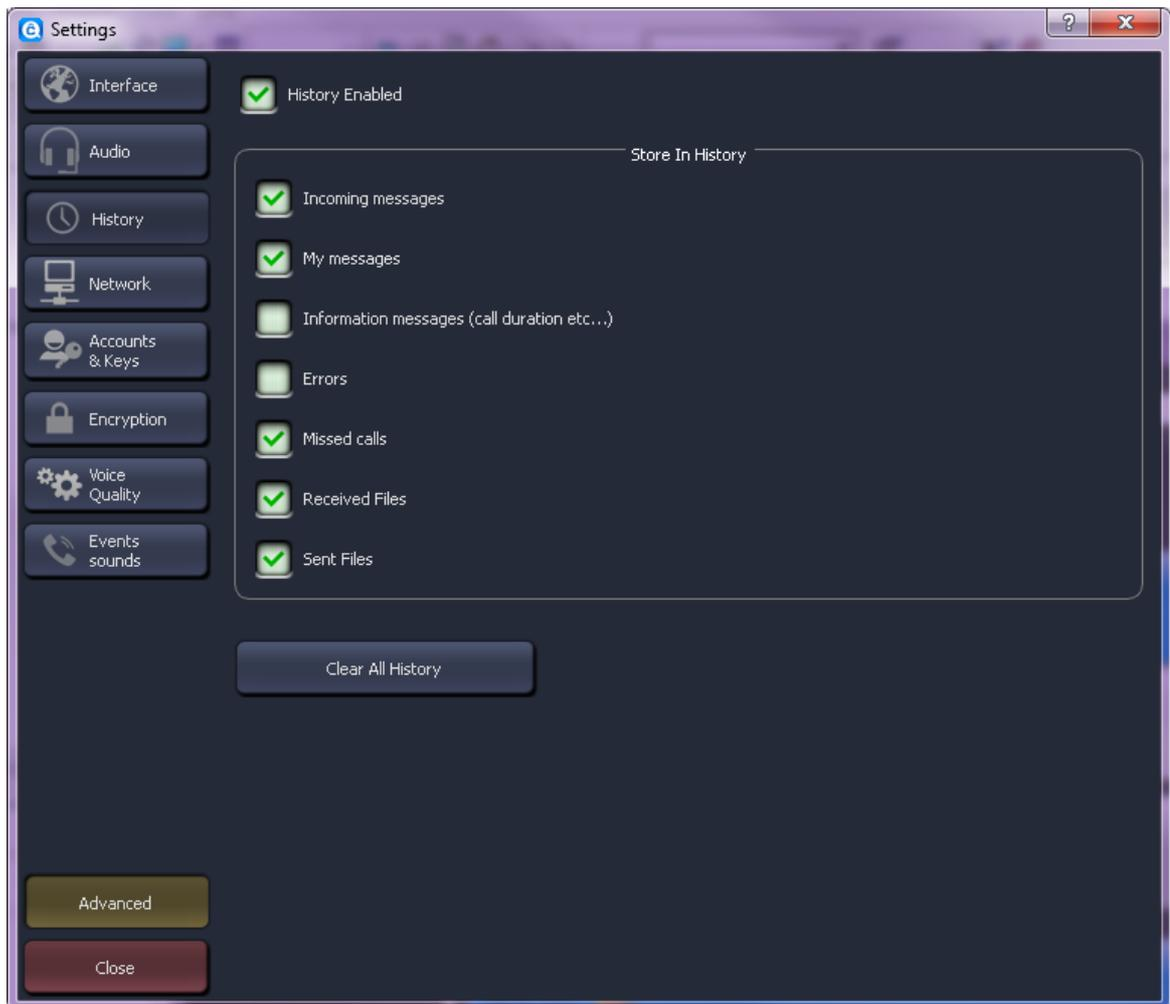 Settings
Interface
Audio
History
Network
Accounts
& Keys
Encryption
Voice
Quality
Events
sounds
Advanced
Close
History Enabled
Store In History
Incoming messages
My messages
Information messages (call duration etc...)
Errors
Missed calls
Received Files
Sent Files
Clear All History